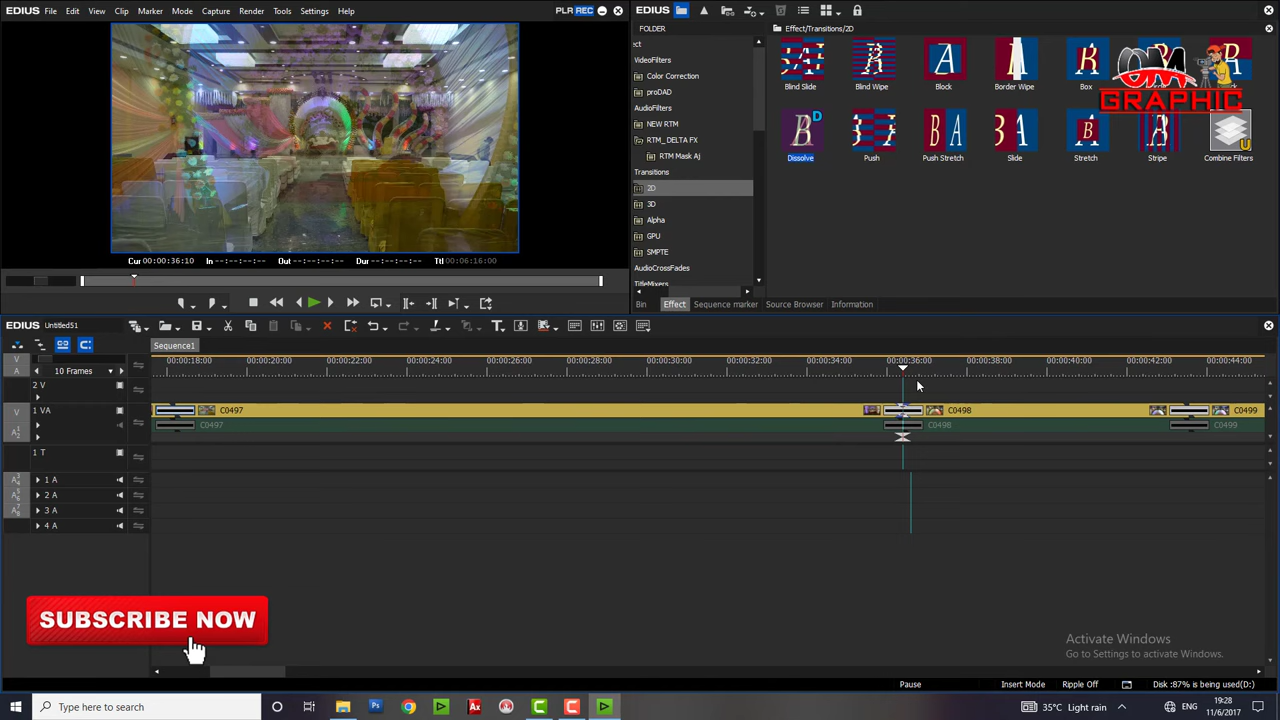 EDIUS File Edit View Clip Marker Mode Capture Render Tools Settings Help PLR REC
Cur 00:00:36:10 In --:--:--:-- Out --:--:--:-- Dur --:--:--:-- Ttl 00:06:16:00
EDIUS
FOLDER
Effect/Transitions/2D
ect
VideoFilters
Color Correction
proDAD
AudioFilters
NEW RTM
RTM_DELTA FX
RTM Mask Aj
Transitions
2D
3D
Alpha
GPU
SMPTE
AudioCrossFades
TitleMixers
Blind Slide Blind Wipe Block Border Wipe Box
OM
GRAPHIC
Dissolve Push Push Stretch Slide Stretch Stripe Combine Filters
Bin Effect Sequence marker Source Browser Information
EDIUS Untitled51
Sequence1
10 Frames
00:00:18:00 00:00:20:00 00:00:22:00 00:00:24:00 00:00:26:00 00:00:28:00 00:00:30:00 00:00:32:00 00:00:34:00 00:00:36:00 00:00:38:00 00:00:40:00 00:00:42:00 00:00:44:00
2 V
1 VA C0497 C0498 C0499
C0497 C0498 C0499
1 T
1 A
2 A
3 A
4 A
SUBSCRIBE NOW
Activate Windows
Go to Settings to activate Windows.
Pause Insert Mode Ripple Off Disk :87% is being used(D:)
Type here to search
35°C Light rain ENG 19:28
11/6/2017